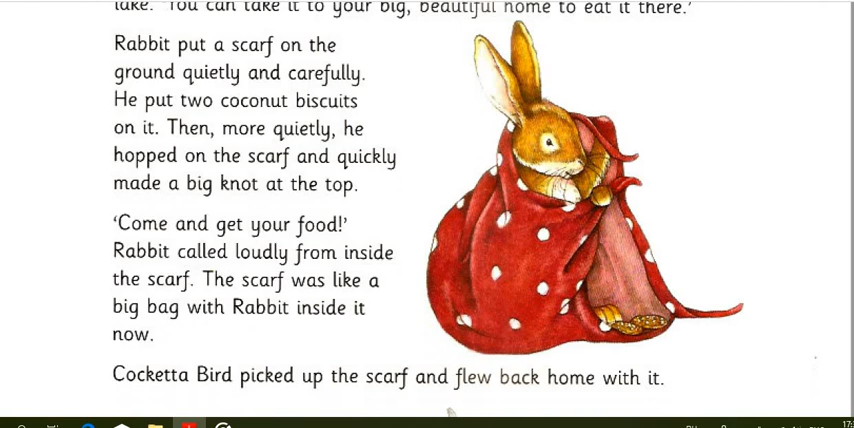 lake. 'You can take it to your big, beautiful home to eat it there.'
Rabbit put a scarf on the
ground quietly and carefully.
He put two coconut biscuits
on it. Then, more quietly, he
hopped on the scarf and quickly
made a big knot at the top.
'Come and get your food!'
Rabbit called loudly from inside
the scarf. The scarf was like a
big bag with Rabbit inside it
now.
Cocketta Bird picked up the scarf and flew back home with it.